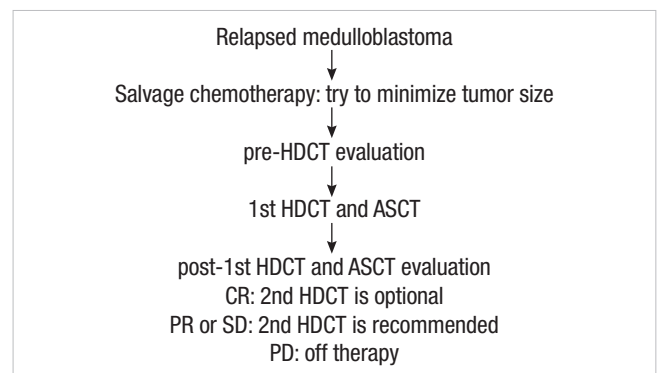 Relapsed medulloblastoma
Salvage chemotherapy: try to minimize tumor size
pre-HDCT evaluation
1st HDCT and ASCT
post-1st HDCT and ASCT evaluation
CR: 2nd HDCT is optional
PR or SD: 2nd HDCT is recommended
PD: off therapy